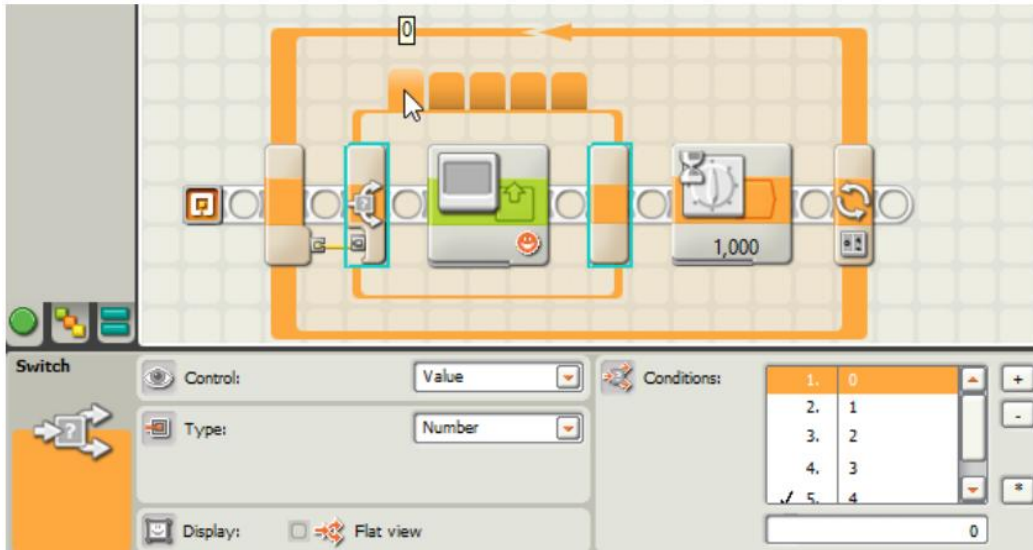 0
1,000
Switch
Control:
Value
Conditions:
1. 0
2. 1
3. 2
4. 3
5. 4
+
-
*
Type:
Number
Display:
Flat view
0